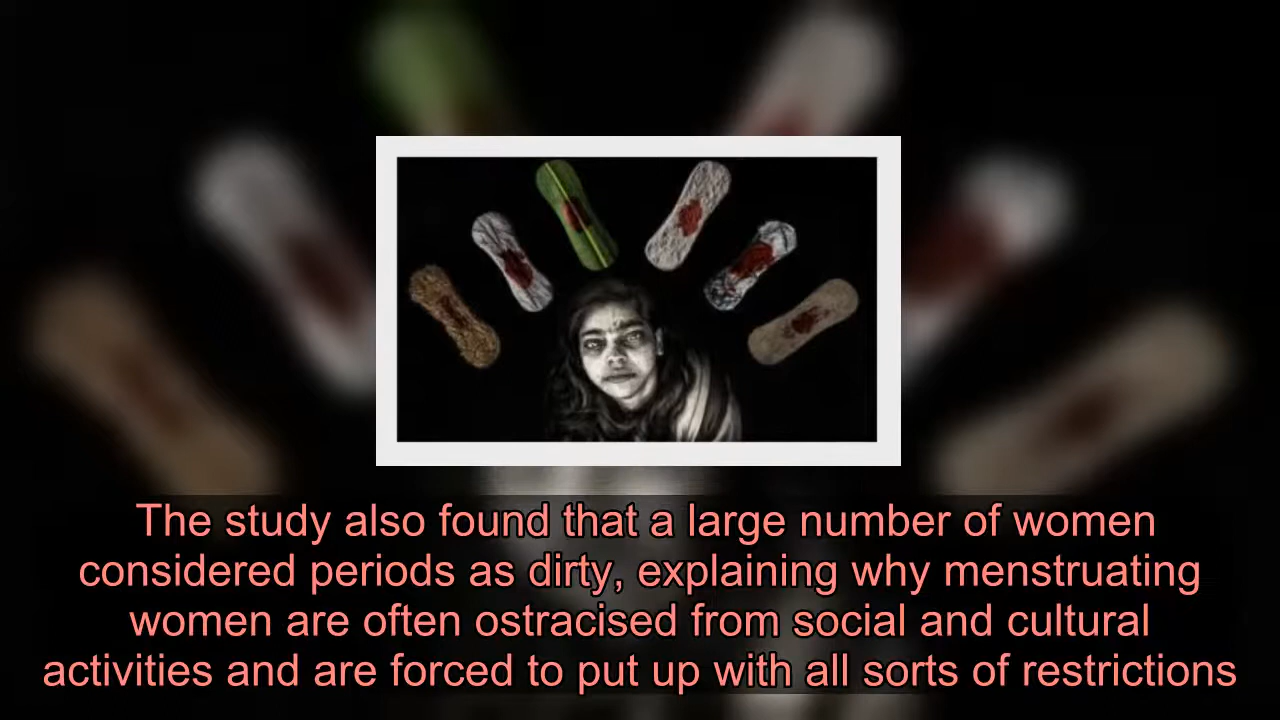 The study also found that a large number of women
considered periods as dirty, explaining why menstruating
women are often ostracised from social and cultural
activities and are forced to put up with all sorts of restrictions